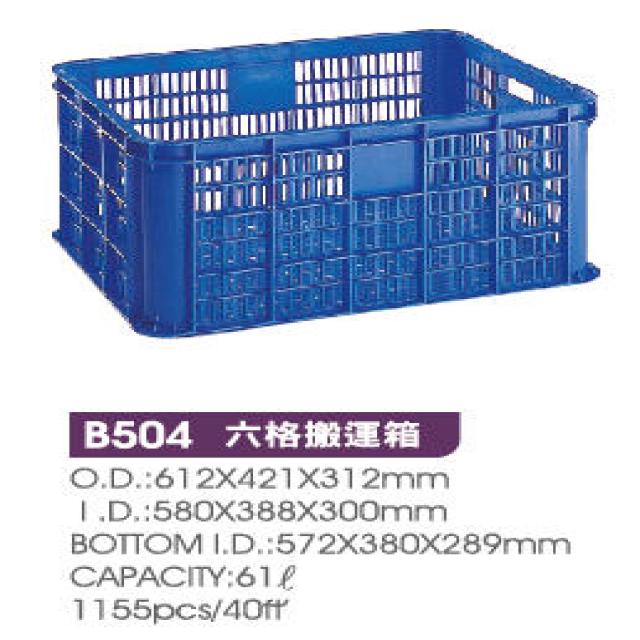 B504 六格搬運箱
O.D.:612X421X312mm
I.D.:580X388X300mm
BOTTOM I.D.:572X380X289mm
CAPACITY:61ℓ
1155pcs/40ft'